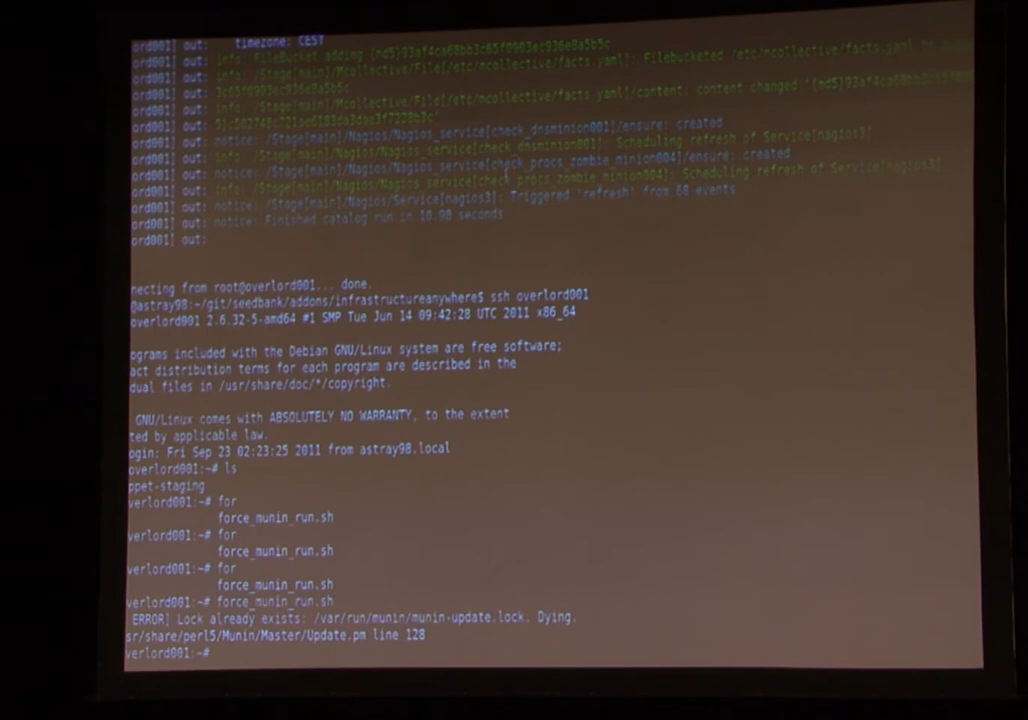 ord001] out:    timezone: CEST
ord001] out: info: FileBucket adding {md5}93af4ca68bb3c65f0903ec936e8a5b5c
ord001] out: info: /Stage[main]/Mcollective/File[/etc/mcollective/facts.yaml]: Filebucketed /etc/mcollective/facts.yaml to
ord001] out: 3c65f0903ec936e8a5b5c
ord001] out: info: /Stage[main]/Mcollective/File[/etc/mcollective/facts.yaml]/content: content changed '{md5}93af4ca68bb3c65f0903
ord001] out:
ord001] out: notice: /Stage[main]/Nagios/Nagios_service[check_dnsminion001]/ensure: created
ord001] out: info: /Stage[main]/Nagios/Nagios_service[check_dnsminion001]: Scheduling refresh of Service[nagios3]
ord001] out: notice: /Stage[main]/Nagios/Nagios_service[check_procs_zombie_minion004]/ensure: created
ord001] out: info: /Stage[main]/Nagios/Nagios_service[check_procs_zombie_minion004]: Scheduling refresh of Service[nagios3]
ord001] out: notice: /Stage[main]/Nagios/Service[nagios3]: Triggered 'refresh' from 68 events
ord001] out: notice: Finished catalog run in 10.98 seconds
ord001] out:
necting from root@overlord001... done.
@astray98:~/git/seedbank/addons/infrastructureanywhere$ ssh overlord001
overlord001 2.6.32-5-amd64 #1 SMP Tue Jun 14 09:42:28 UTC 2011 x86_64
ograms included with the Debian GNU/Linux system are free software;
act distribution terms for each program are described in the
dual files in /usr/share/doc/*/copyright.
GNU/Linux comes with ABSOLUTELY NO WARRANTY, to the extent
ted by applicable law.
ogin: Fri Sep 23 02:23:25 2011 from astray98.local
overlord001:~# ls
ppet-staging
verlord001:~# for
force_munin_run.sh
verlord001:~# for
force_munin_run.sh
verlord001:~# for
force_munin_run.sh
verlord001:~# force_munin_run.sh
ERROR] Lock already exists: /var/run/munin/munin-update.lock. Dying.
sr/share/perl5/Munin/Master/Update.pm line 128
verlord001:~#